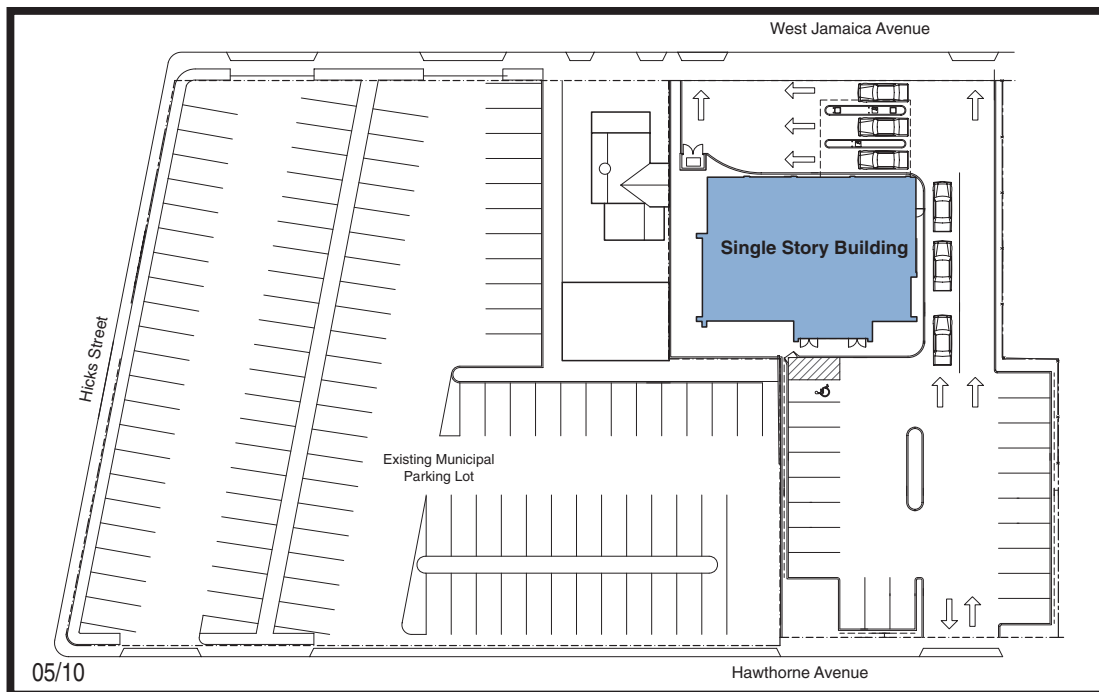 West Jamaica Avenue
Single Story Building
Hicks Street
Existing Municipal
Parking Lot
Hawthorne Avenue
05/10